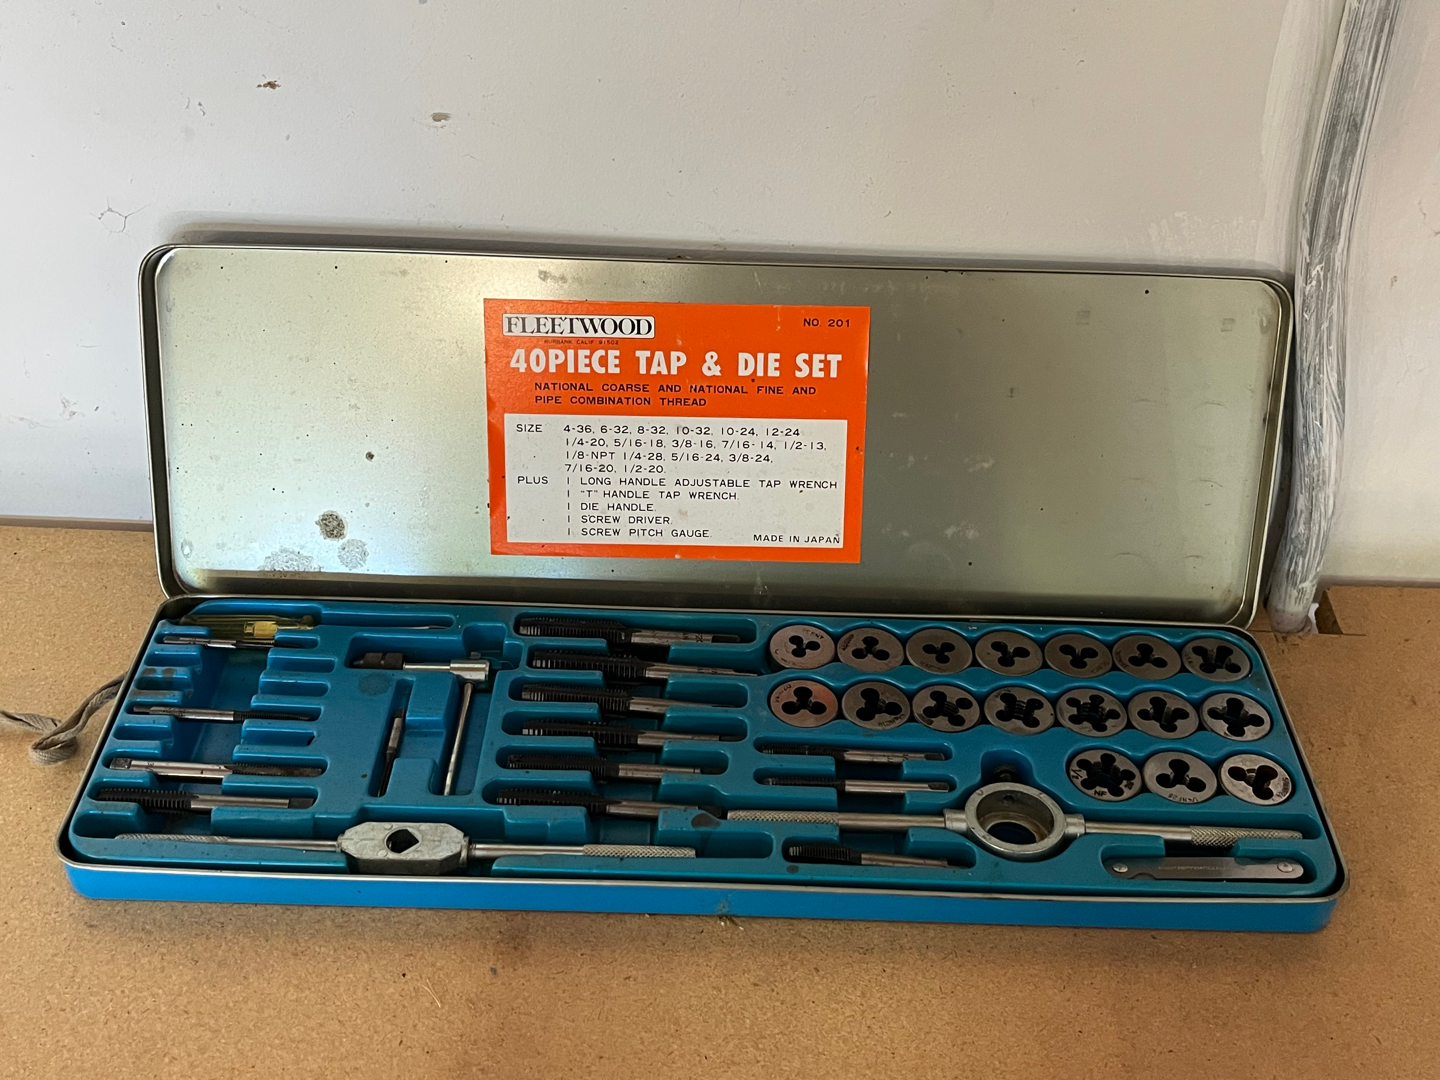 FLEETWOOD
NO. 201
BURBANK CALIF 91502
40PIECE TAP & DIE SET
NATIONAL COARSE AND NATIONAL FINE AND
PIPE COMBINATION THREAD
SIZE 4-36, 6-32, 8-32, 10-32, 10-24, 12-24
1/4-20, 5/16-18, 3/8-16, 7/16-14, 1/2-13,
1/8-NPT 1/4-28, 5/16-24, 3/8-24,
7/16-20, 1/2-20.
PLUS 1 LONG HANDLE ADJUSTABLE TAP WRENCH
1 "T" HANDLE TAP WRENCH.
1 DIE HANDLE.
1 SCREW DRIVER.
1 SCREW PITCH GAUGE.
MADE IN JAPAN
NF